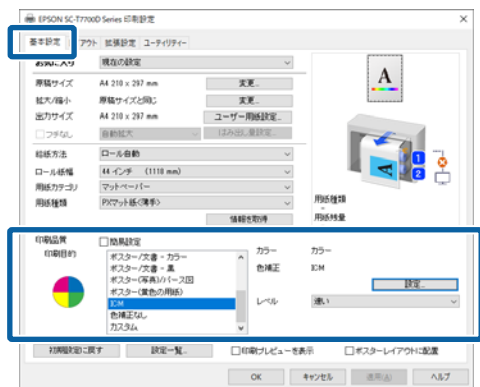 EPSON SC-T7700D Series 印刷設定
基本設定 アウト 拡張設定 ユーティリティー
お気に入り 現在の設定
原稿サイズ A4 210 x 297 mm 変更...
拡大/縮小 原稿サイズと同じ 変更...
出力サイズ A4 210 x 297 mm ユーザー用紙設定...
フチなし 自動拡大 はみ出し量設定...
給紙方法 ロール自動
ロール紙幅 44 インチ (1118 mm)
用紙カテゴリ マットペーパー
用紙種類 PXマット紙<薄手>
情報を取得
A
1
2
用紙種類
-
用紙残量
印刷品質 簡易設定
印刷目的
ポスター/文書 - カラー
ポスター/文書 - 黒
ポスター(写真)/パース図
ポスター(黄色の用紙)
ICM
色補正なし
カスタム
カラー カラー
色補正 ICM
設定...
レベル 速い
初期設定に戻す 設定一覧... 印刷プレビューを表示 ポスターレイアウトに配置
OK キャンセル 適用(A) ヘルプ